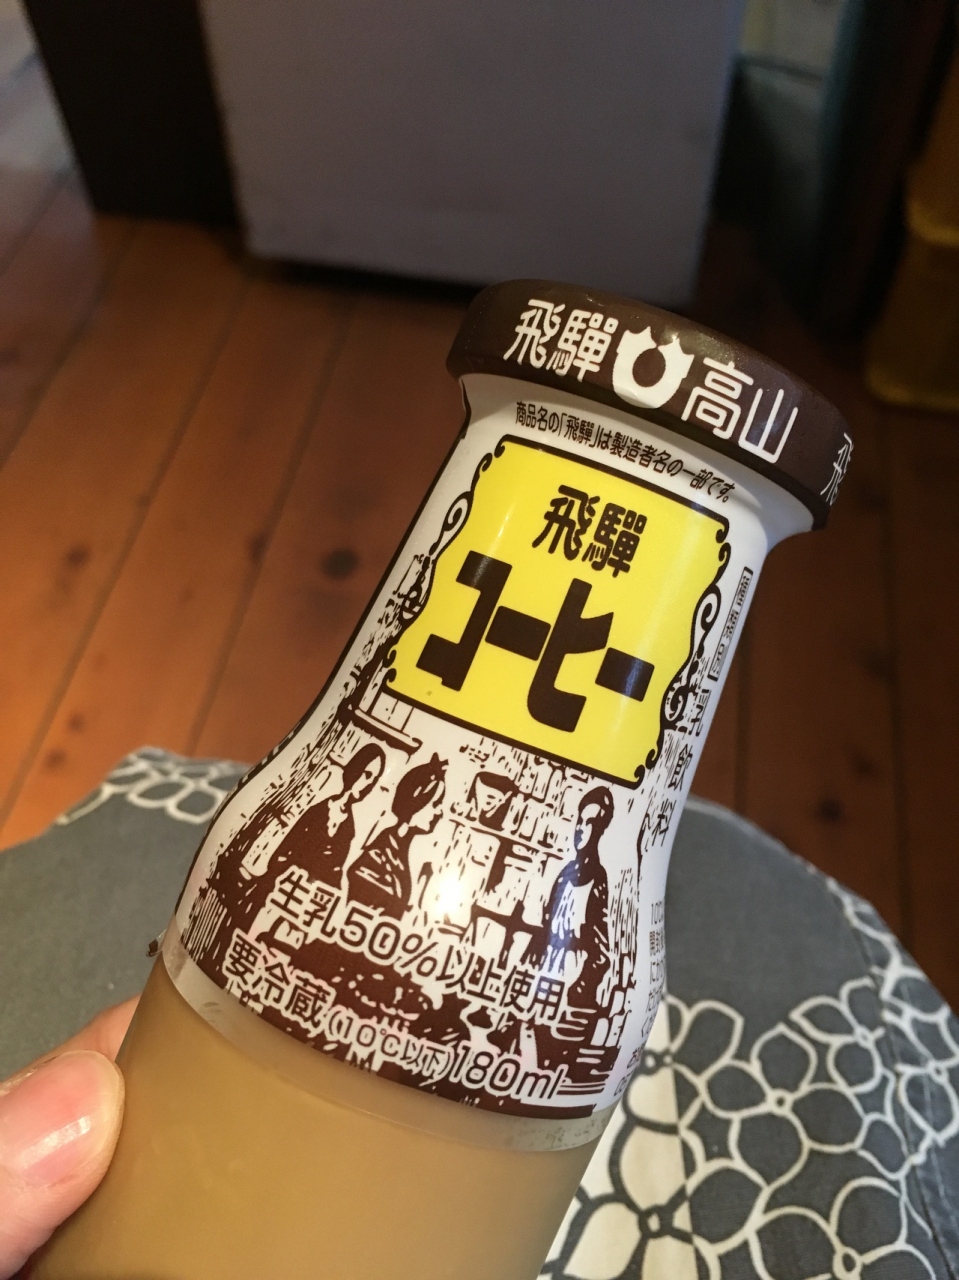 飛騨 高山
商品名の「飛騨」は製造者名の一部です。
飛騨
コーヒー
生乳50%以上使用
要冷蔵(10℃以下)180ml
飲料